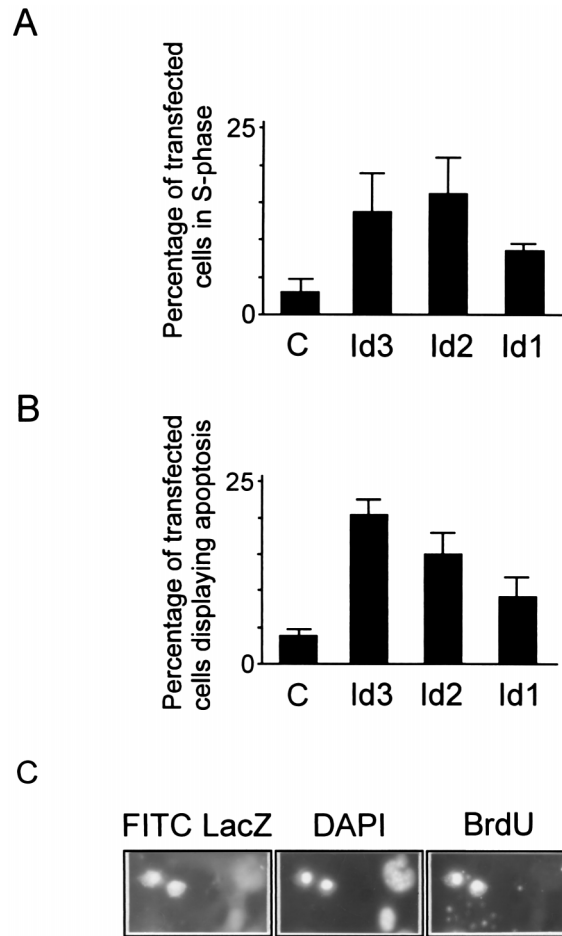 A
Percentage of transfected
cells in S-phase
25
0
C
Id3
Id2
Id1
B
Percentage of transfected
cells displaying apoptosis
25
0
C
Id3
Id2
Id1
C
FITC LacZ
DAPI
BrdU